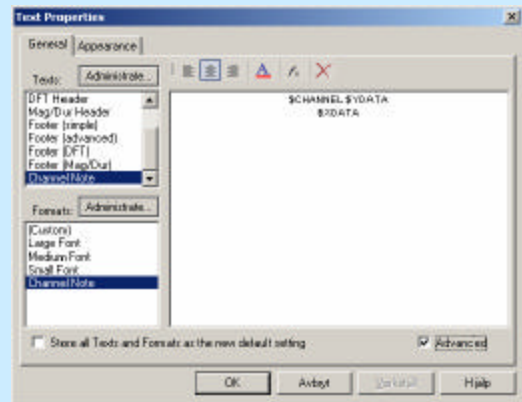 Text Properties
General Appearance
Texts: Administrate...
DFT Header
Mag/Dur Header
Footer (simple)
Footer (advanced)
Footer (DFT)
Footer (Mag/Dur)
Channel Note
$CHANNEL $YDATA
$XDATA
Formats: Administrate...
(Custom)
Large Font
Medium Font
Small Font
Channel Note
Store all Texts and Formats as the new default setting
Advanced
OK Avbryt Verkställ Hjälp